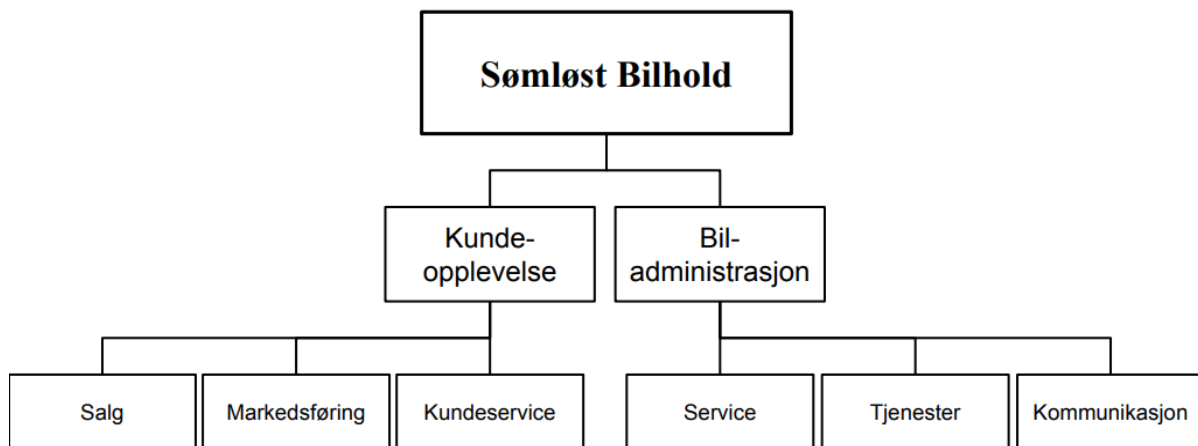 Sømløst Bilhold
Kunde-
opplevelse
Bil-
administrasjon
Salg
Markedsføring
Kundeservice
Service
Tjenester
Kommunikasjon